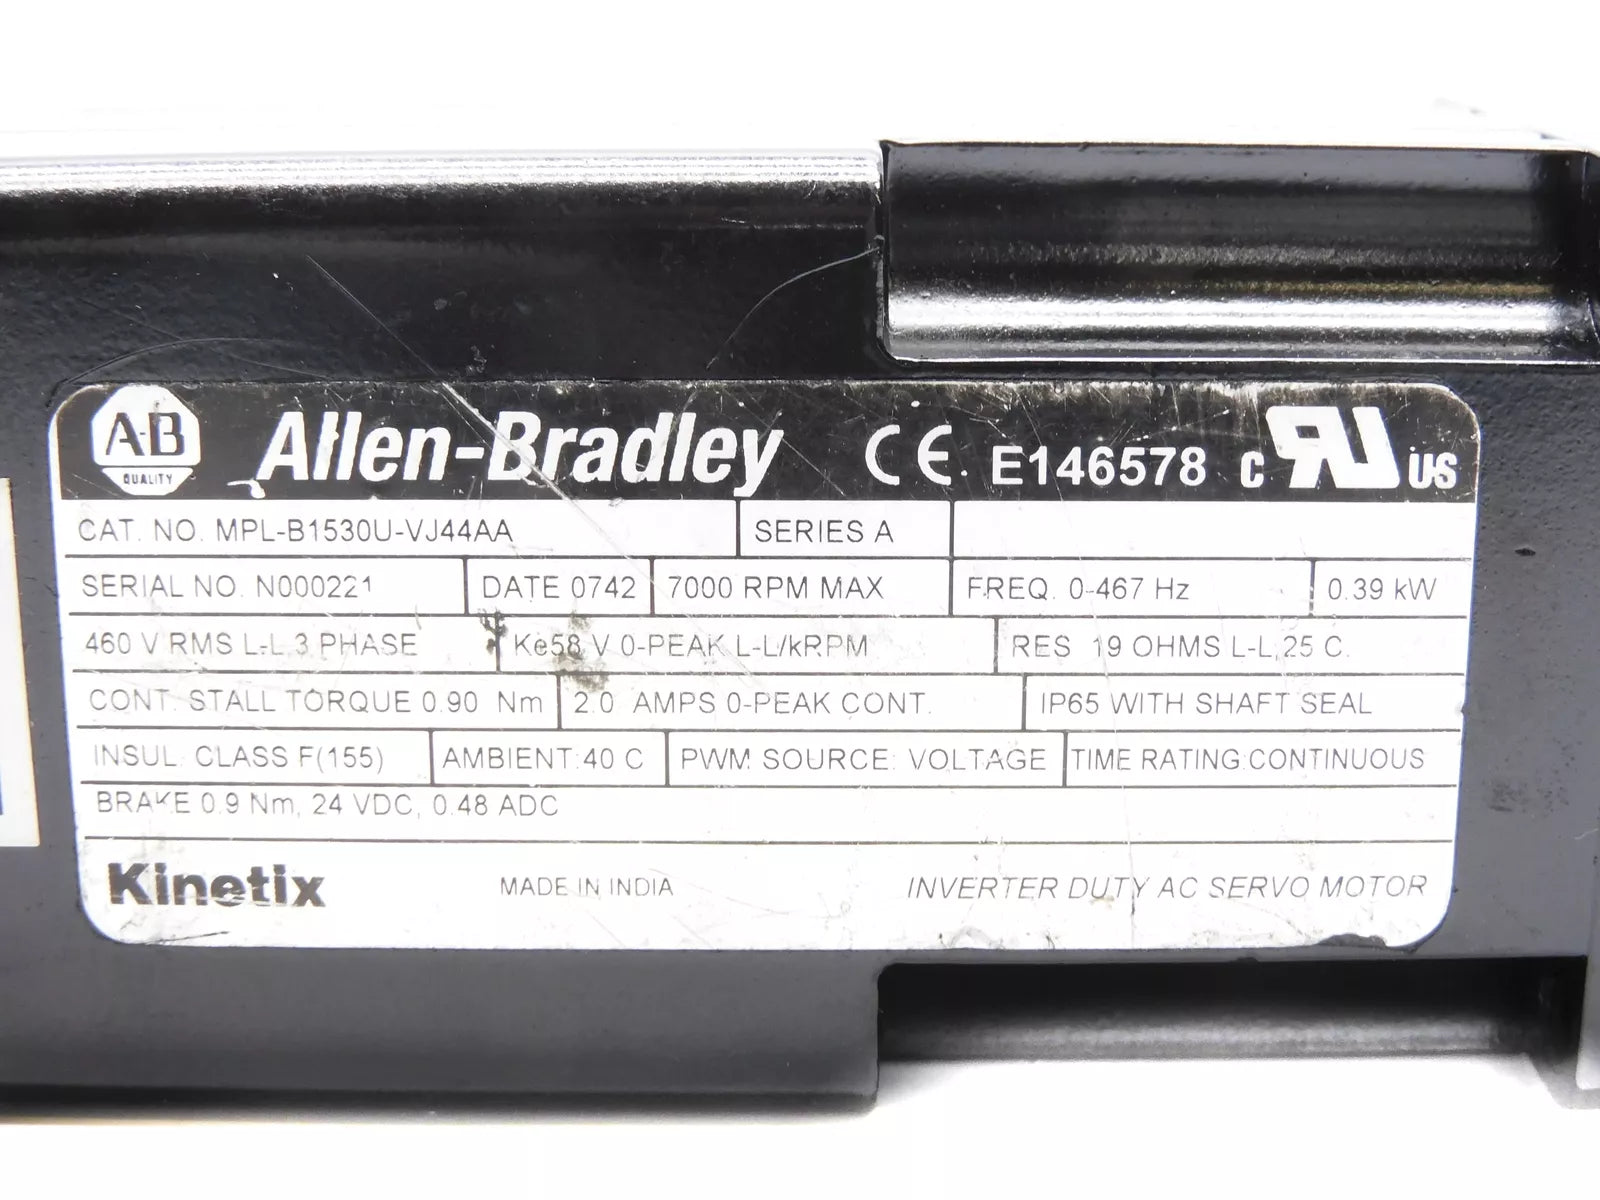 A-B QUALITY Allen-Bradley CE E146578 c RU US
CAT. NO. MPL-B1530U-VJ44AA SERIES A
SERIAL NO. N000221 DATE 0742 7000 RPM MAX FREQ. 0-467 Hz 0.39 kW
460 V RMS L-L 3 PHASE Ke58 V 0-PEAK L-L/kRPM RES 19 OHMS L-L,25 C.
CONT. STALL TORQUE 0.90 Nm 2.0 AMPS 0-PEAK CONT. IP65 WITH SHAFT SEAL
INSUL. CLASS F(155) AMBIENT:40 C PWM SOURCE: VOLTAGE TIME RATING:CONTINUOUS
BRAKE 0.9 Nm, 24 VDC, 0.48 ADC
Kinetix MADE IN INDIA INVERTER DUTY AC SERVO MOTOR